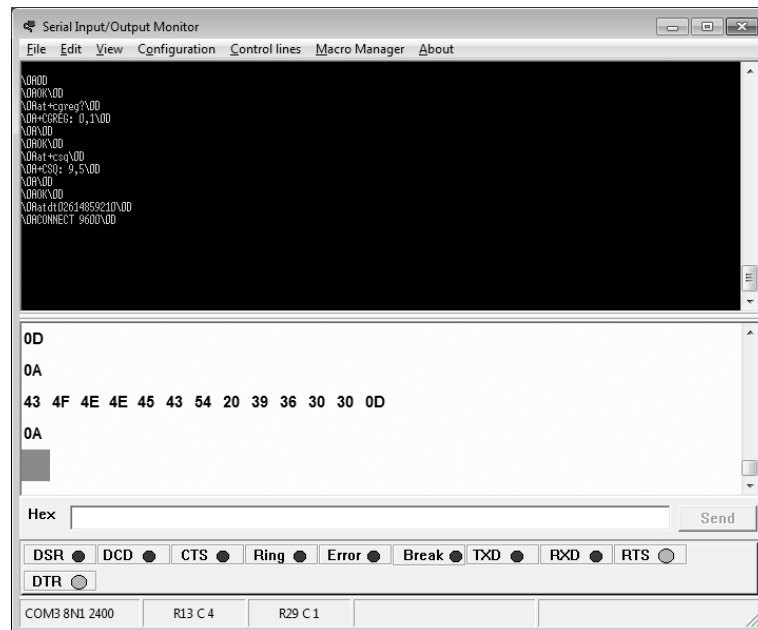 Serial Input/Output Monitor
File Edit View Configuration Control lines Macro Manager About
\0A0D
\0AOK\0D
\0Aat+cgreg?\0D
\0A+CGREG: 0,1\0D
\0A\0D
\0AOK\0D
\0Aat+csq\0D
\0A+CSQ: 9,5\0D
\0A\0D
\0AOK\0D
\0Aatdt02614859210\0D
\0ACONNECT 9600\0D
0D
0A
43 4F 4E 4E 45 43 54 20 39 36 30 30 0D
0A
Hex Send
DSR DCD CTS Ring Error Break TXD RXD RTS
DTR
COM3 8N1 2400 R13 C 4 R29 C 1